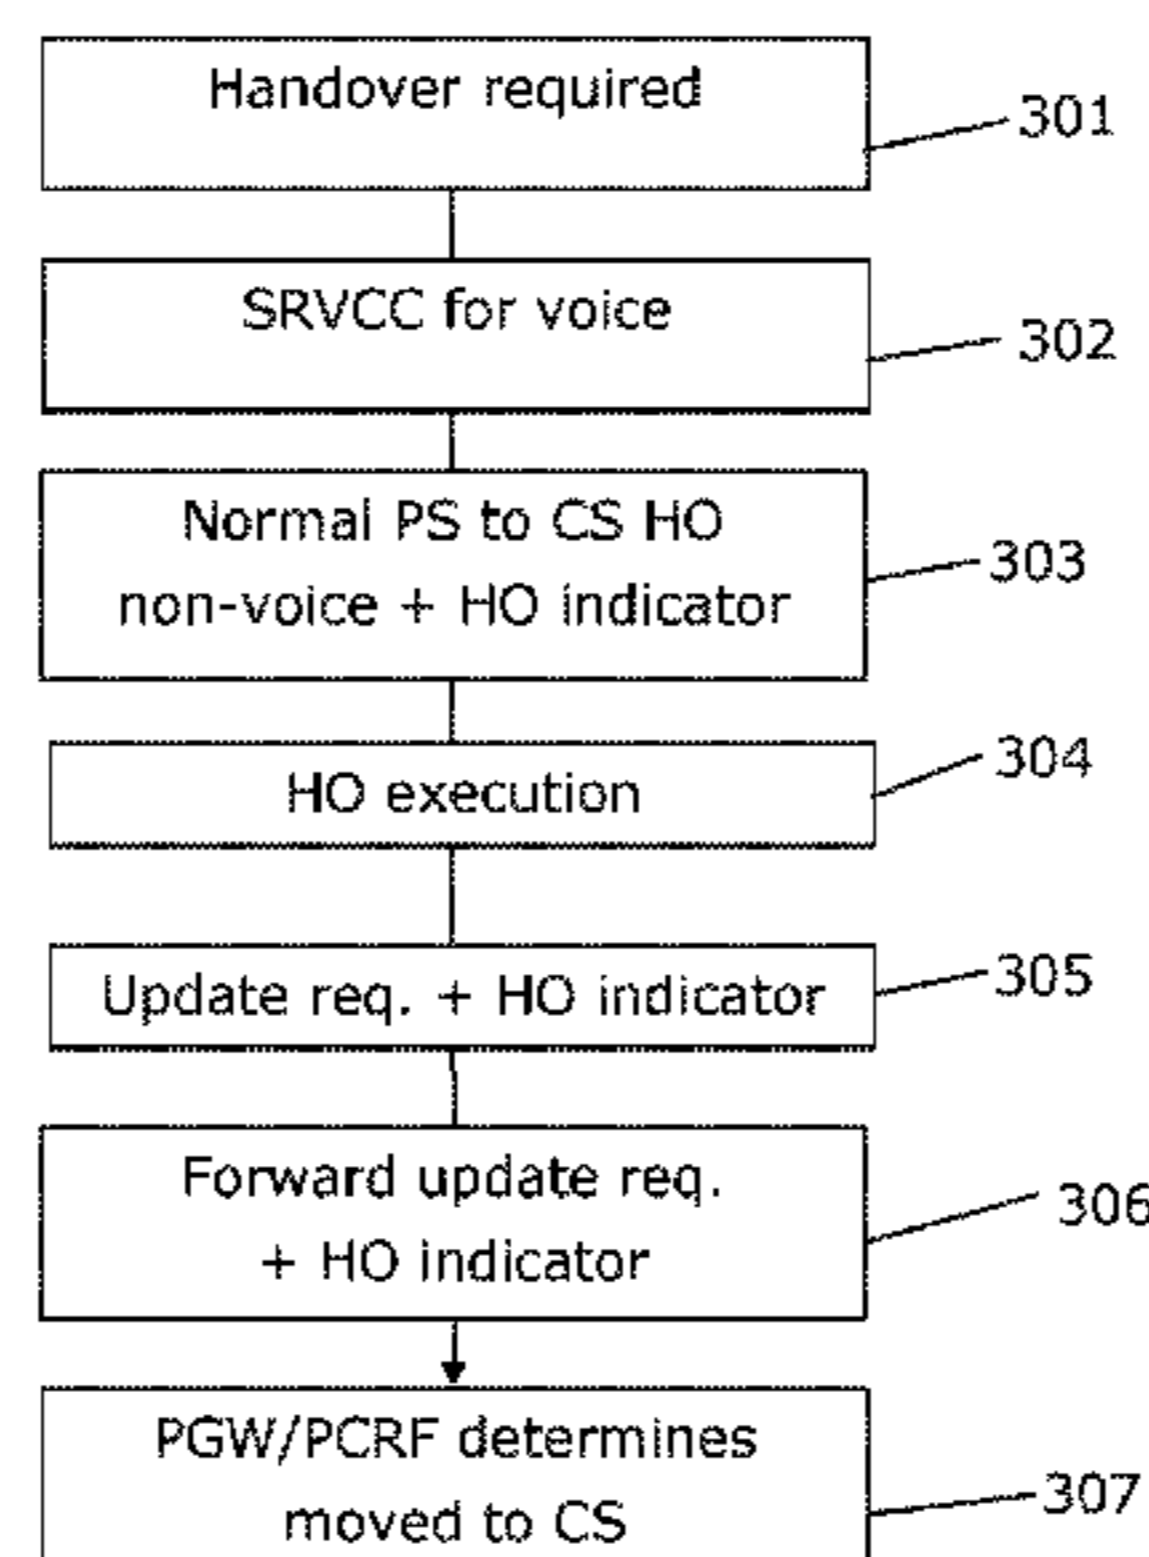 Handover required
301
SRVCC for voice
302
Normal PS to CS HO
non-voice + HO indicator
303
HO execution
304
Update req. + HO indicator
305
Forward update req.
+ HO indicator
306
PGW/PCRF determines
moved to CS
307